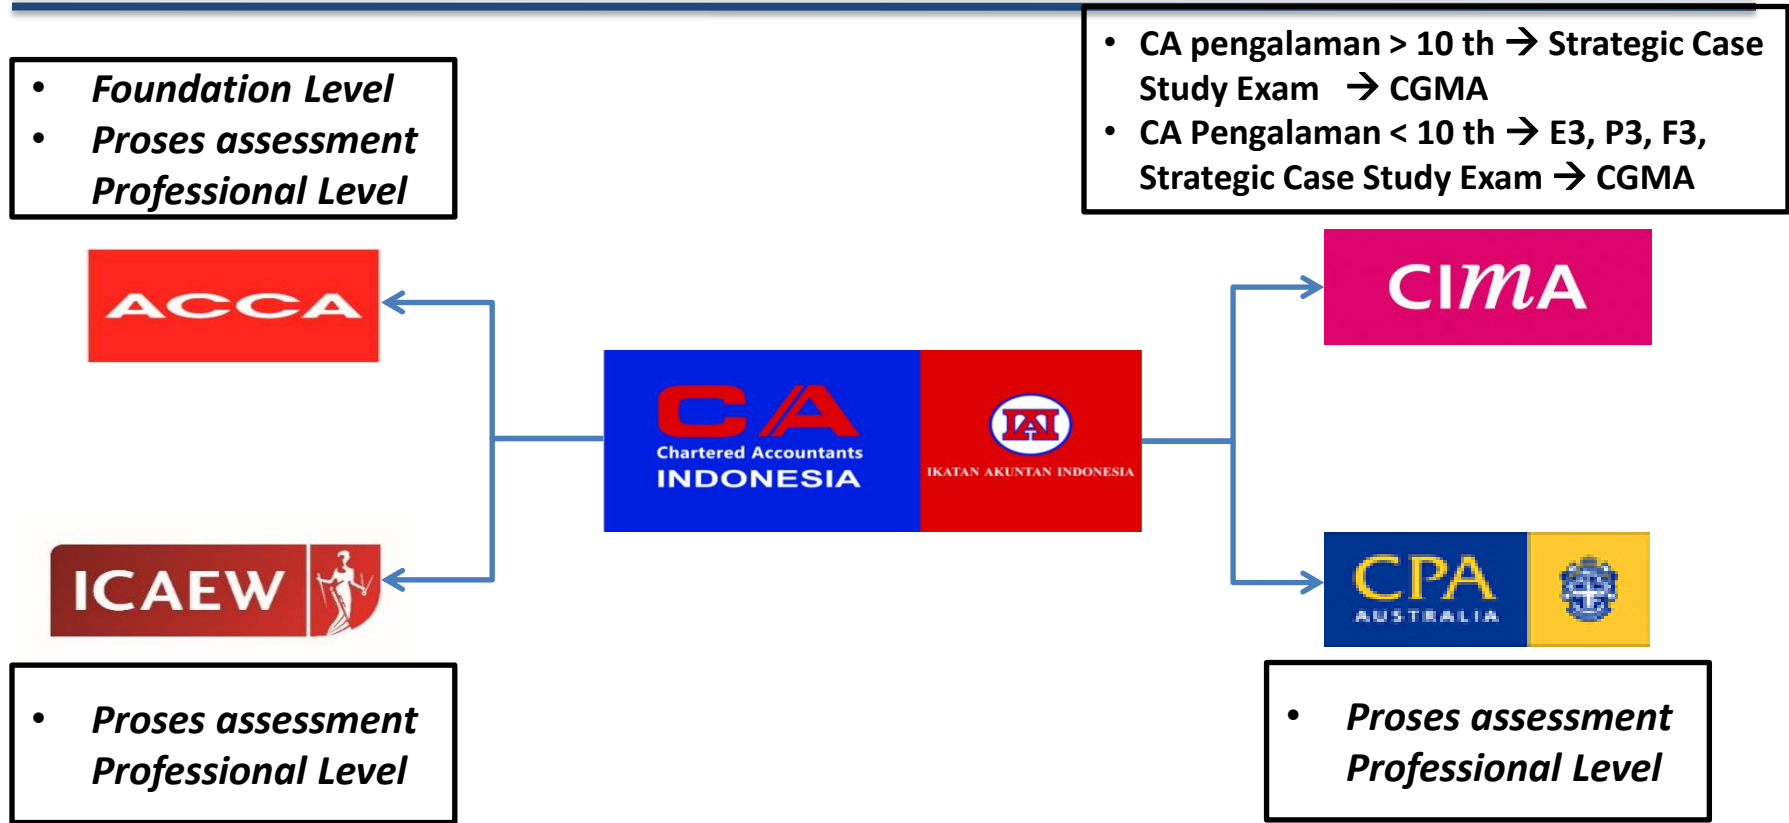 • Foundation Level
• Proses assessment
Professional Level
• CA pengalaman > 10 th → Strategic Case
Study Exam → CGMA
• CA Pengalaman < 10 th → E3, P3, F3,
Strategic Case Study Exam → CGMA
ACCA
CIMA
CA
Chartered Accountants
INDONESIA
IAI
IKATAN AKUNTAN INDONESIA
ICAEW
CPA
AUSTRALIA
• Proses assessment
Professional Level
• Proses assessment
Professional Level